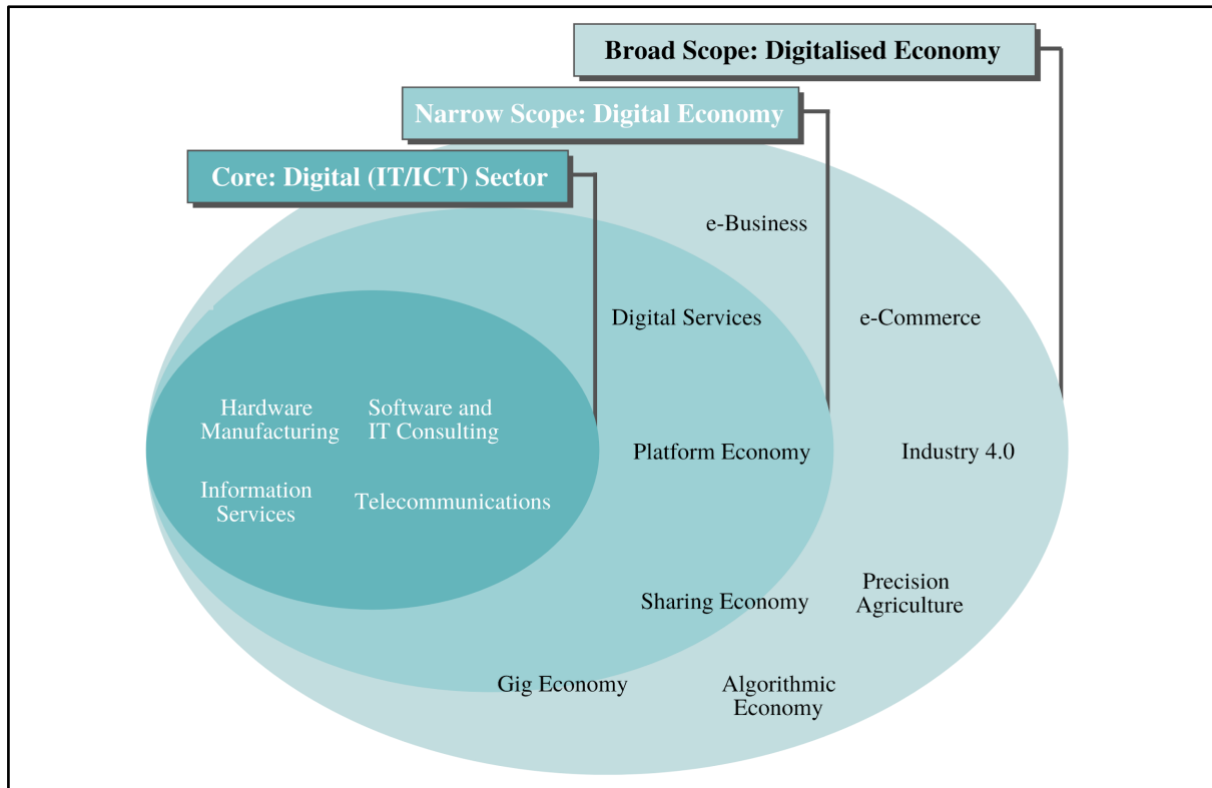 Broad Scope: Digitalised Economy
Narrow Scope: Digital Economy
Core: Digital (IT/ICT) Sector
e-Business
Digital Services
e-Commerce
Hardware
Manufacturing
Software and
IT Consulting
Platform Economy
Industry 4.0
Information
Services
Telecommunications
Sharing Economy
Precision
Agriculture
Gig Economy
Algorithmic
Economy